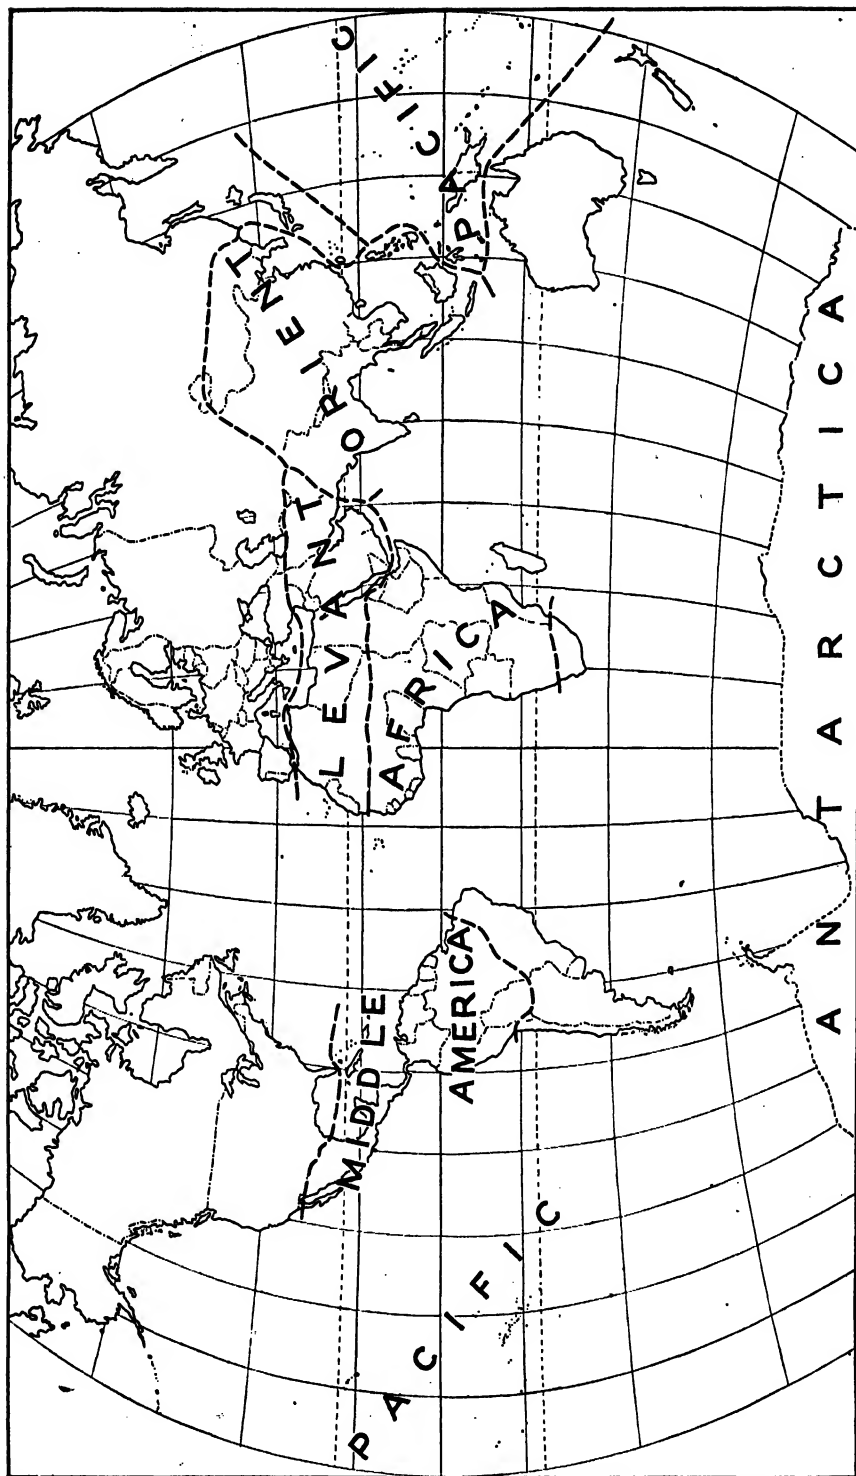 PACIFIC
ORIENT
LEVANT
AFRICA
PACIFIC
MIDDLE
AMERICA
ANTARCTICA